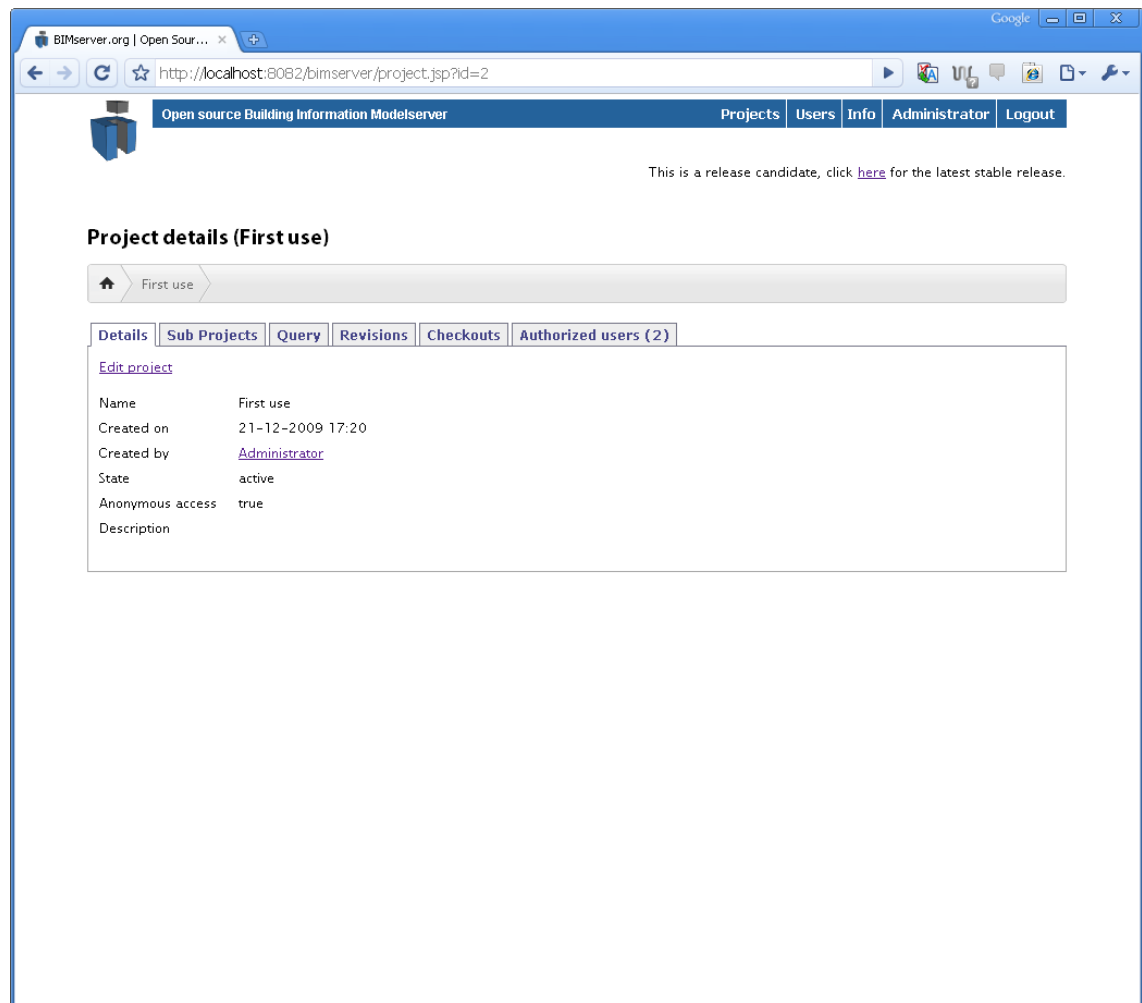 Google
BIMserver.org | Open Sour...
http://localhost:8082/bimserver/project.jsp?id=2
Open source Building Information Modelserver Projects Users Info Administrator Logout
This is a release candidate, click here for the latest stable release.
Project details (First use)
First use
Details Sub Projects Query Revisions Checkouts Authorized users (2)
Edit project
Name First use
Created on 21-12-2009 17:20
Created by Administrator
State active
Anonymous access true
Description